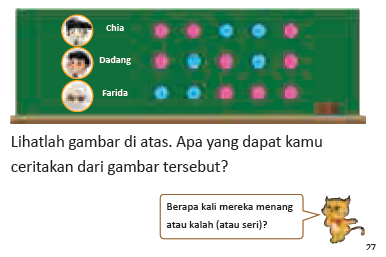 Chia
Dadang
Farida
Lihatlah gambar di atas. Apa yang dapat kamu
ceritakan dari gambar tersebut?
Berapa kali mereka menang
atau kalah (atau seri)?
27